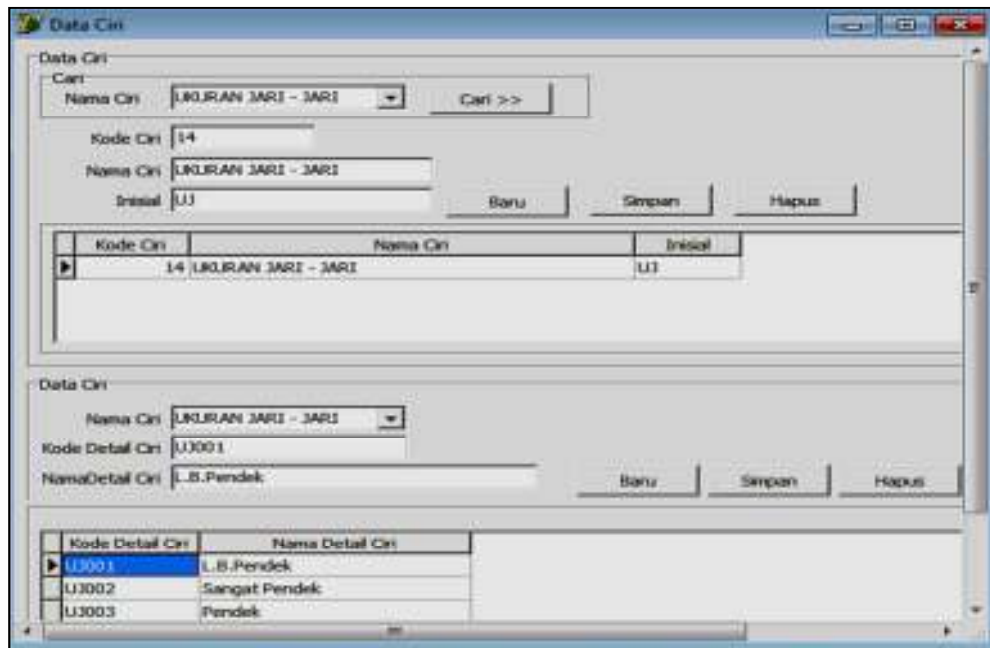 Data Ciri
Data Ciri
Cari
Nama Ciri UKURAN JARI - JARI Cari >>
Kode Ciri 14
Nama Ciri UKURAN JARI - JARI
Inisial UJ Baru Simpan Hapus
Kode Ciri Nama Ciri Inisial
14 UKURAN JARI - JARI UJ
Data Ciri
Nama Ciri UKURAN JARI - JARI
Kode Detail Ciri UJ001
NamaDetail Ciri L.B.Pendek Baru Simpan Hapus
Kode Detail Ciri Nama Detail Ciri
UJ001 L.B.Pendek
UJ002 Sangat Pendek
UJ003 Pendek